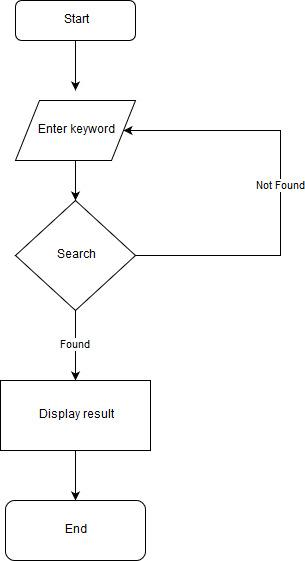 Start
Enter keyword
Not Found
Search
Found
Display result
End